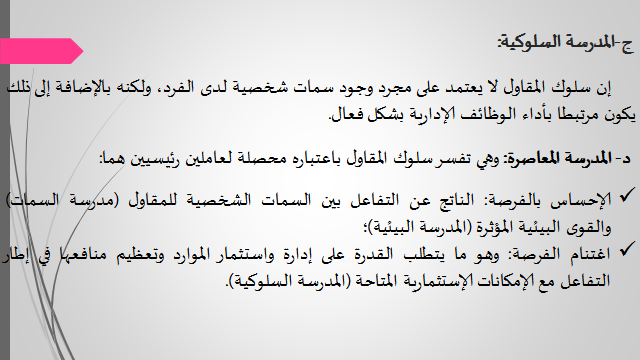 ج-المدرسة السلوكية:
إن سلوك المقاول لا يعتمد على مجرد وجود سمات شخصية لدى الفرد، ولكنه بالإضافة إلى ذلك
يكون مرتبطا بأداء الوظائف الإدارية بشكل فعال.
د- المدرسة المعاصرة: وهي تفسر سلوك المقاول باعتباره محصلة لعاملين رئيسيين هما:
✓ الإحساس بالفرصة: الناتج عن التفاعل بين السمات الشخصية للمقاول (مدرسة السمات)
والقوى البيئية المؤثرة (المدرسة البيئية)؛
✓ اغتنام الفرصة: وهو ما يتطلب القدرة على إدارة واستثمار الموارد وتعظيم منافعها في إطار
التفاعل مع الإمكانات الإستثمارية المتاحة (المدرسة السلوكية).